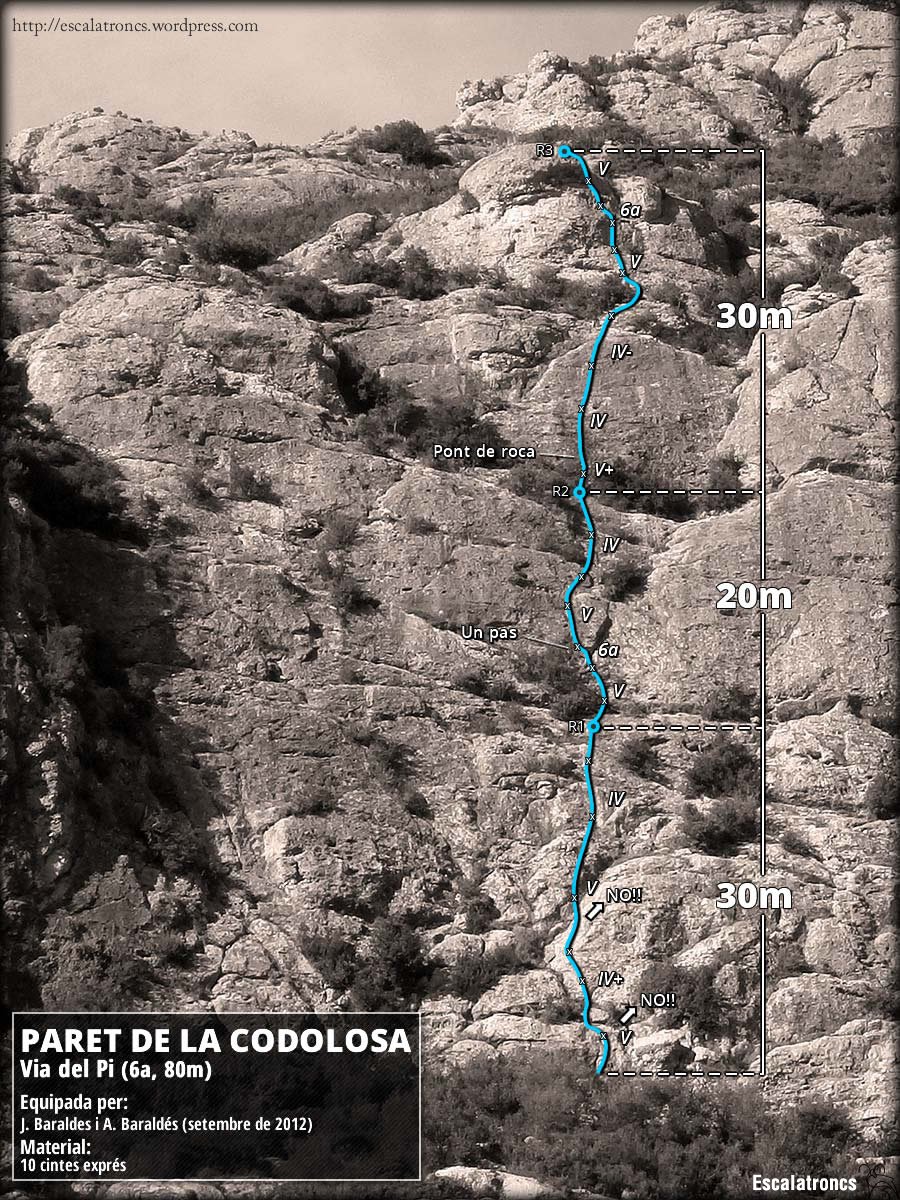 http://escalatroncs.wordpress.com
R3
V
6a
V
30m
IV-
IV
Pont de roca
V+
R2
IV
20m
V
Un pas
6a
V
R1
IV
V
NO!!
30m
IV+
NO!!
V
PARET DE LA CODOLOSA
Via del Pi (6a, 80m)
Equipada per:
J. Baraldes i A. Baraldés (setembre de 2012)
Material:
10 cintes exprés
Escalatroncs